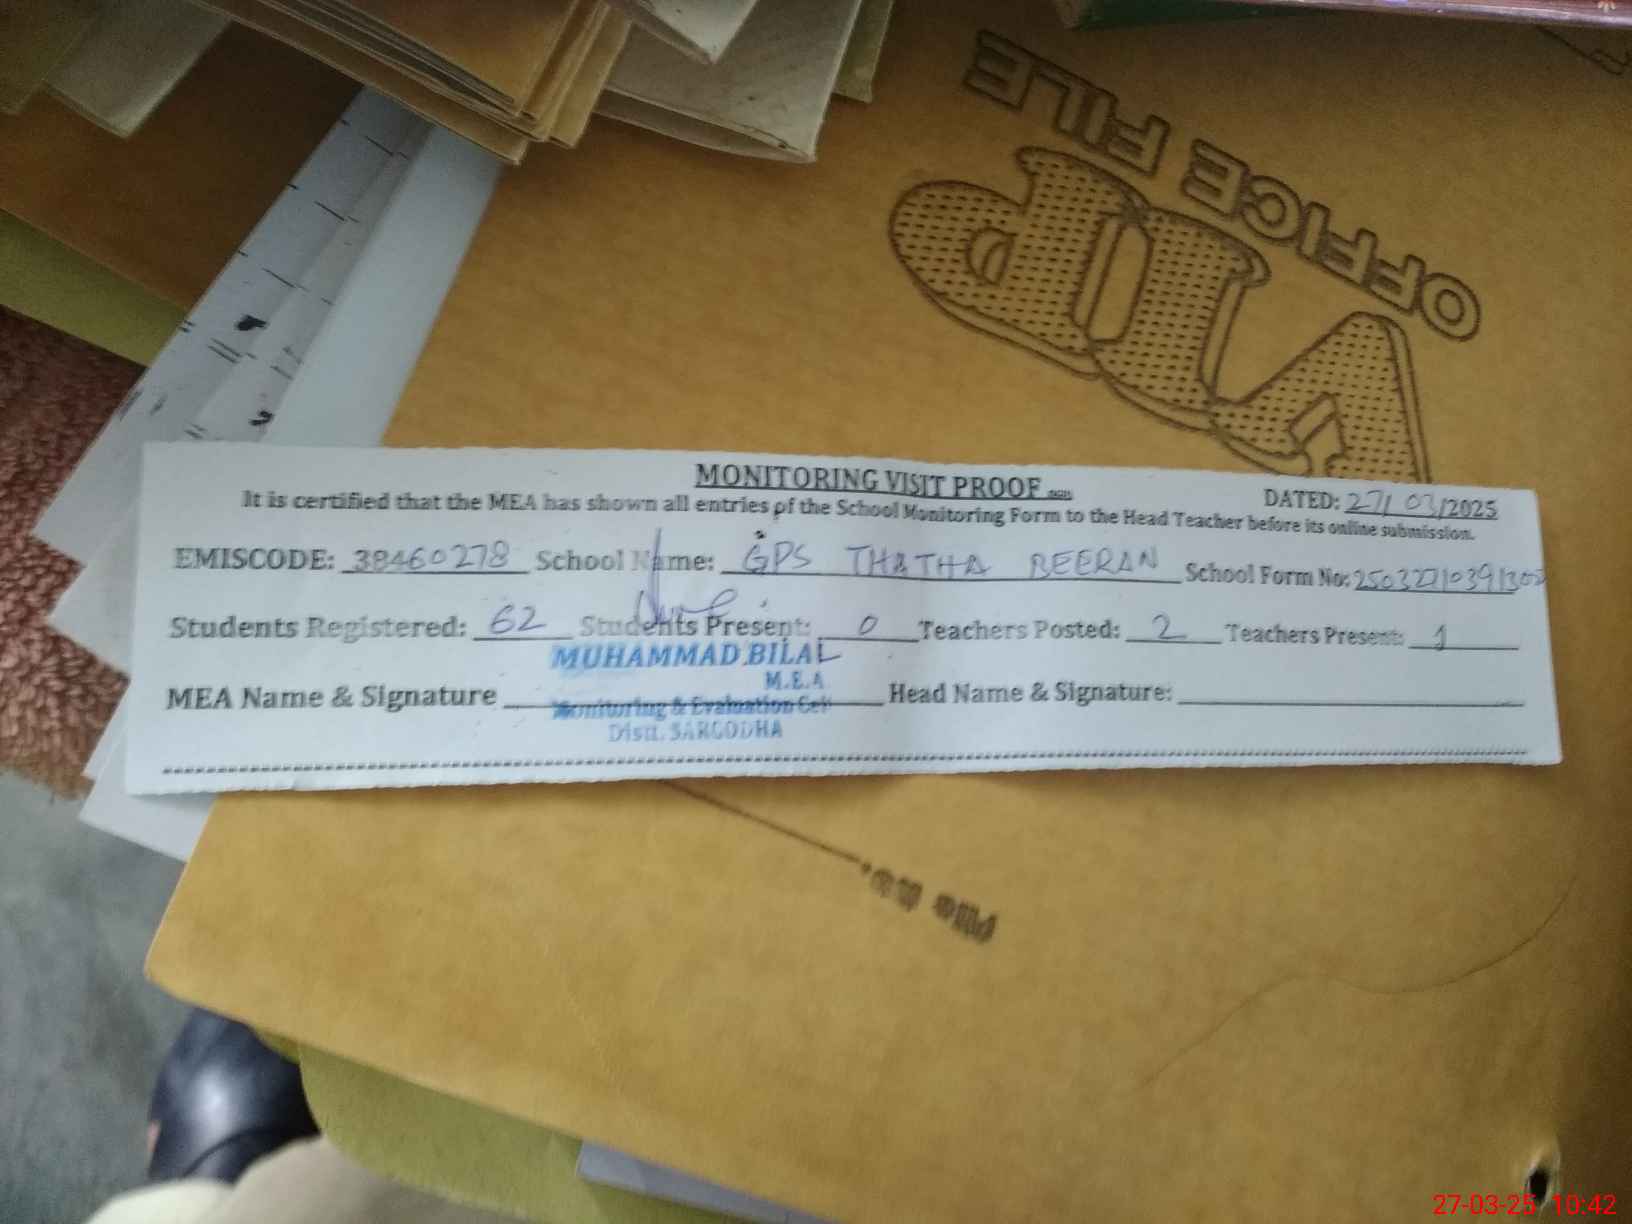 OFFICE FILE
AJP
MONITORING VISIT PROOF
DATED: 27/03/2025
It is certified that the MEA has shown all entries of the School Monitoring Form to the Head Teacher before its online submission.
EMISCODE: 38460278 School Name: GPS THATHA BEERAN School Form No:
Students Registered: 62 Students Present: 0 Teachers Posted: 2 Teachers Present: 1
MUHAMMAD BILAL
M.E.A
MEA Name & Signature Head Name & Signature:
Monitoring & Evaluation Cell
Distt. SARGODHA
File No.
27-03-25 10:42